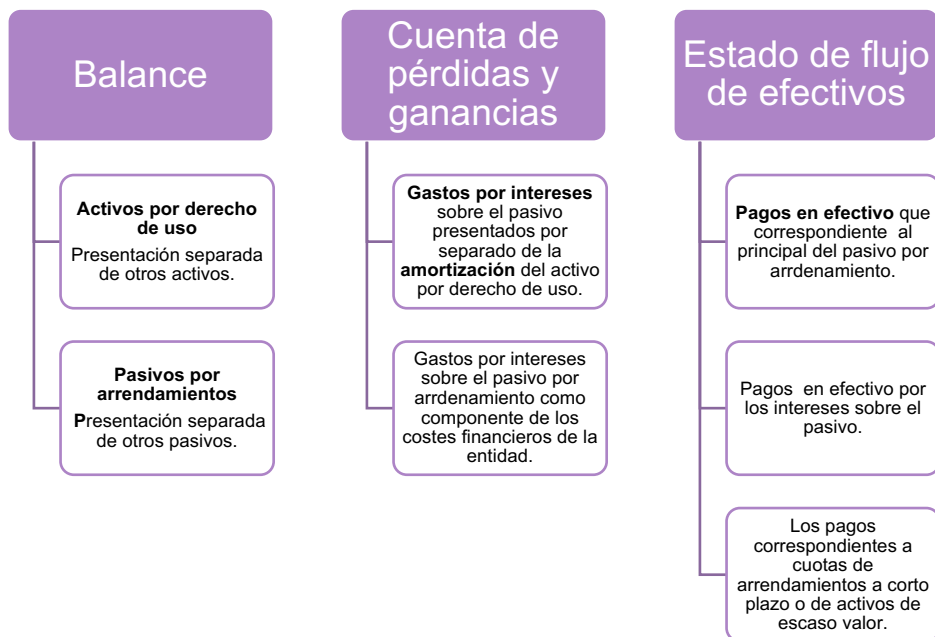 Balance
Activos por derecho
de uso
Presentación separada
de otros activos.
Pasivos por
arrendamientos
Presentación separada
de otros pasivos.
Cuenta de
pérdidas y
ganancias
Gastos por intereses
sobre el pasivo
presentados por
separado de la
amortización del activo
por derecho de uso.
Gastos por intereses
sobre el pasivo por
arrdenamiento como
componente de los
costes financieros de la
entidad.
Estado de flujo
de efectivos
Pagos en efectivo que
correspondiente al
principal del pasivo por
arrdenamiento.
Pagos en efectivo por
los intereses sobre el
pasivo.
Los pagos
correspondientes a
cuotas de
arrendamientos a corto
plazo o de activos de
escaso valor.